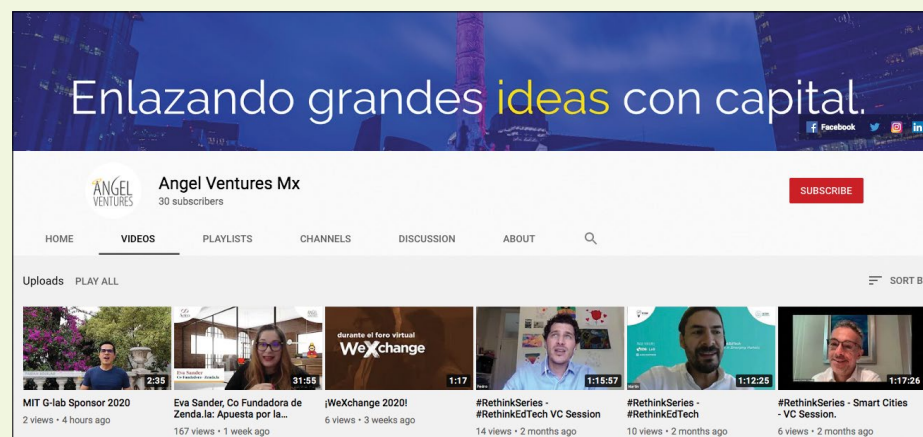 Enlazando grandes ideas con capital.
Facebook
ANGEL
VENTURES
Angel Ventures Mx
30 subscribers
SUBSCRIBE
HOME VIDEOS PLAYLISTS CHANNELS DISCUSSION ABOUT
Uploads PLAY ALL
SORT B
2:35
Eva Sander
31:55
durante el foro virtual
WeXchange
1:17
1:15:57
1:12:25
1:17:26
MIT G-lab Sponsor 2020
2 views • 4 hours ago
Eva Sander, Co Fundadora de
Zenda.la: Apuesta por la...
167 views • 1 week ago
¡WeXchange 2020!
6 views • 3 weeks ago
#RethinkSeries -
#RethinkEdTech VC Session
14 views • 2 months ago
#RethinkSeries -
#RethinkEdTech
10 views • 2 months ago
#RethinkSeries - Smart Cities
- VC Session.
6 views • 2 months ago